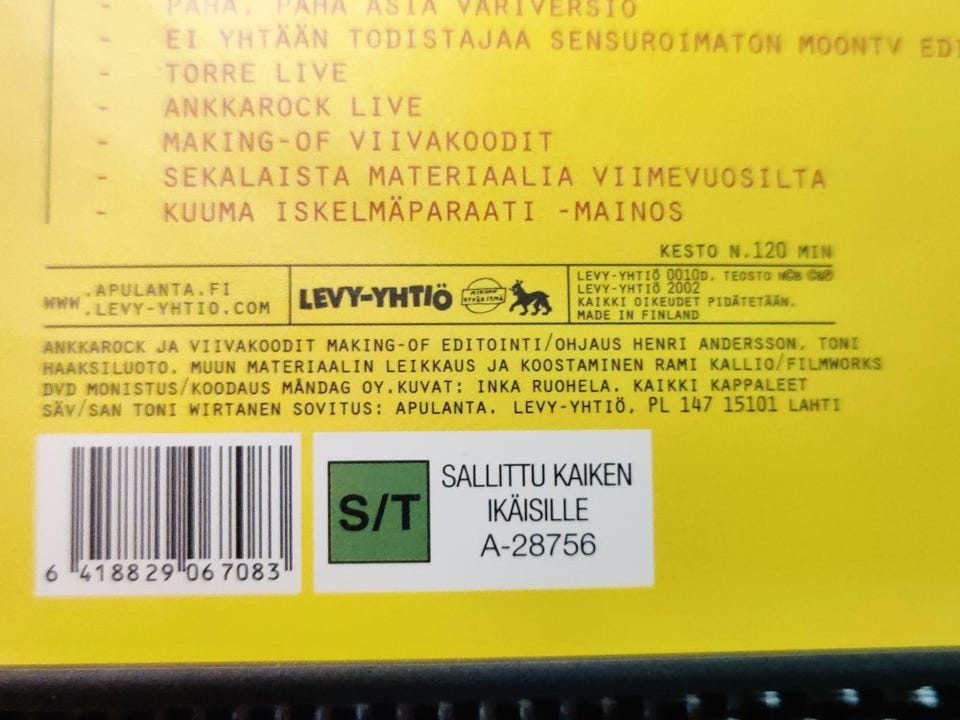 - PAHA, PAHA ASIA VÄRIVERSIO
- EI YHTÄÄN TODISTAJAA SENSUROIMATON MOONTV EDI
- TORRE LIVE
- ANKKAROCK LIVE
- MAKING-OF VIIVAKOODIT
- SEKALAISTA MATERIAALIA VIIMEVUOSILTA
- KUUMA ISKELMÄPARAATI -MAINOS
KESTO N.120 MIN
WWW .APULANTA.FI
.LEVY-YHTIO.COM
LEVY-YHTIÖ
LEVY-YHTIÖ 0010D. TEOSTO NCB
LEVY-YHTIÖ 2002
KAIKKI OIKEUDET PIDÄTETÄÄN.
MADE IN FINLAND
ANKKAROCK JA VIIVAKOODIT MAKING-OF EDITOINTI/OHJAUS HENRI ANDERSSON, TONI
HAAKSILUOTO. MUUN MATERIAALIN LEIKKAUS JA KOOSTAMINEN RAMI KALLIO/FILMWORKS
DVD MONISTUS/KOODAUS MÅNDAG OY.KUVAT: INKA RUOHELA. KAIKKI KAPPALEET
SÄV/SAN TONI WIRTANEN SOVITUS: APULANTA. LEVY-YHTIÖ, PL 147 15101 LAHTI
6 418829 067083
S/T
SALLITTU KAIKEN
IKÄISILLE
A-28756